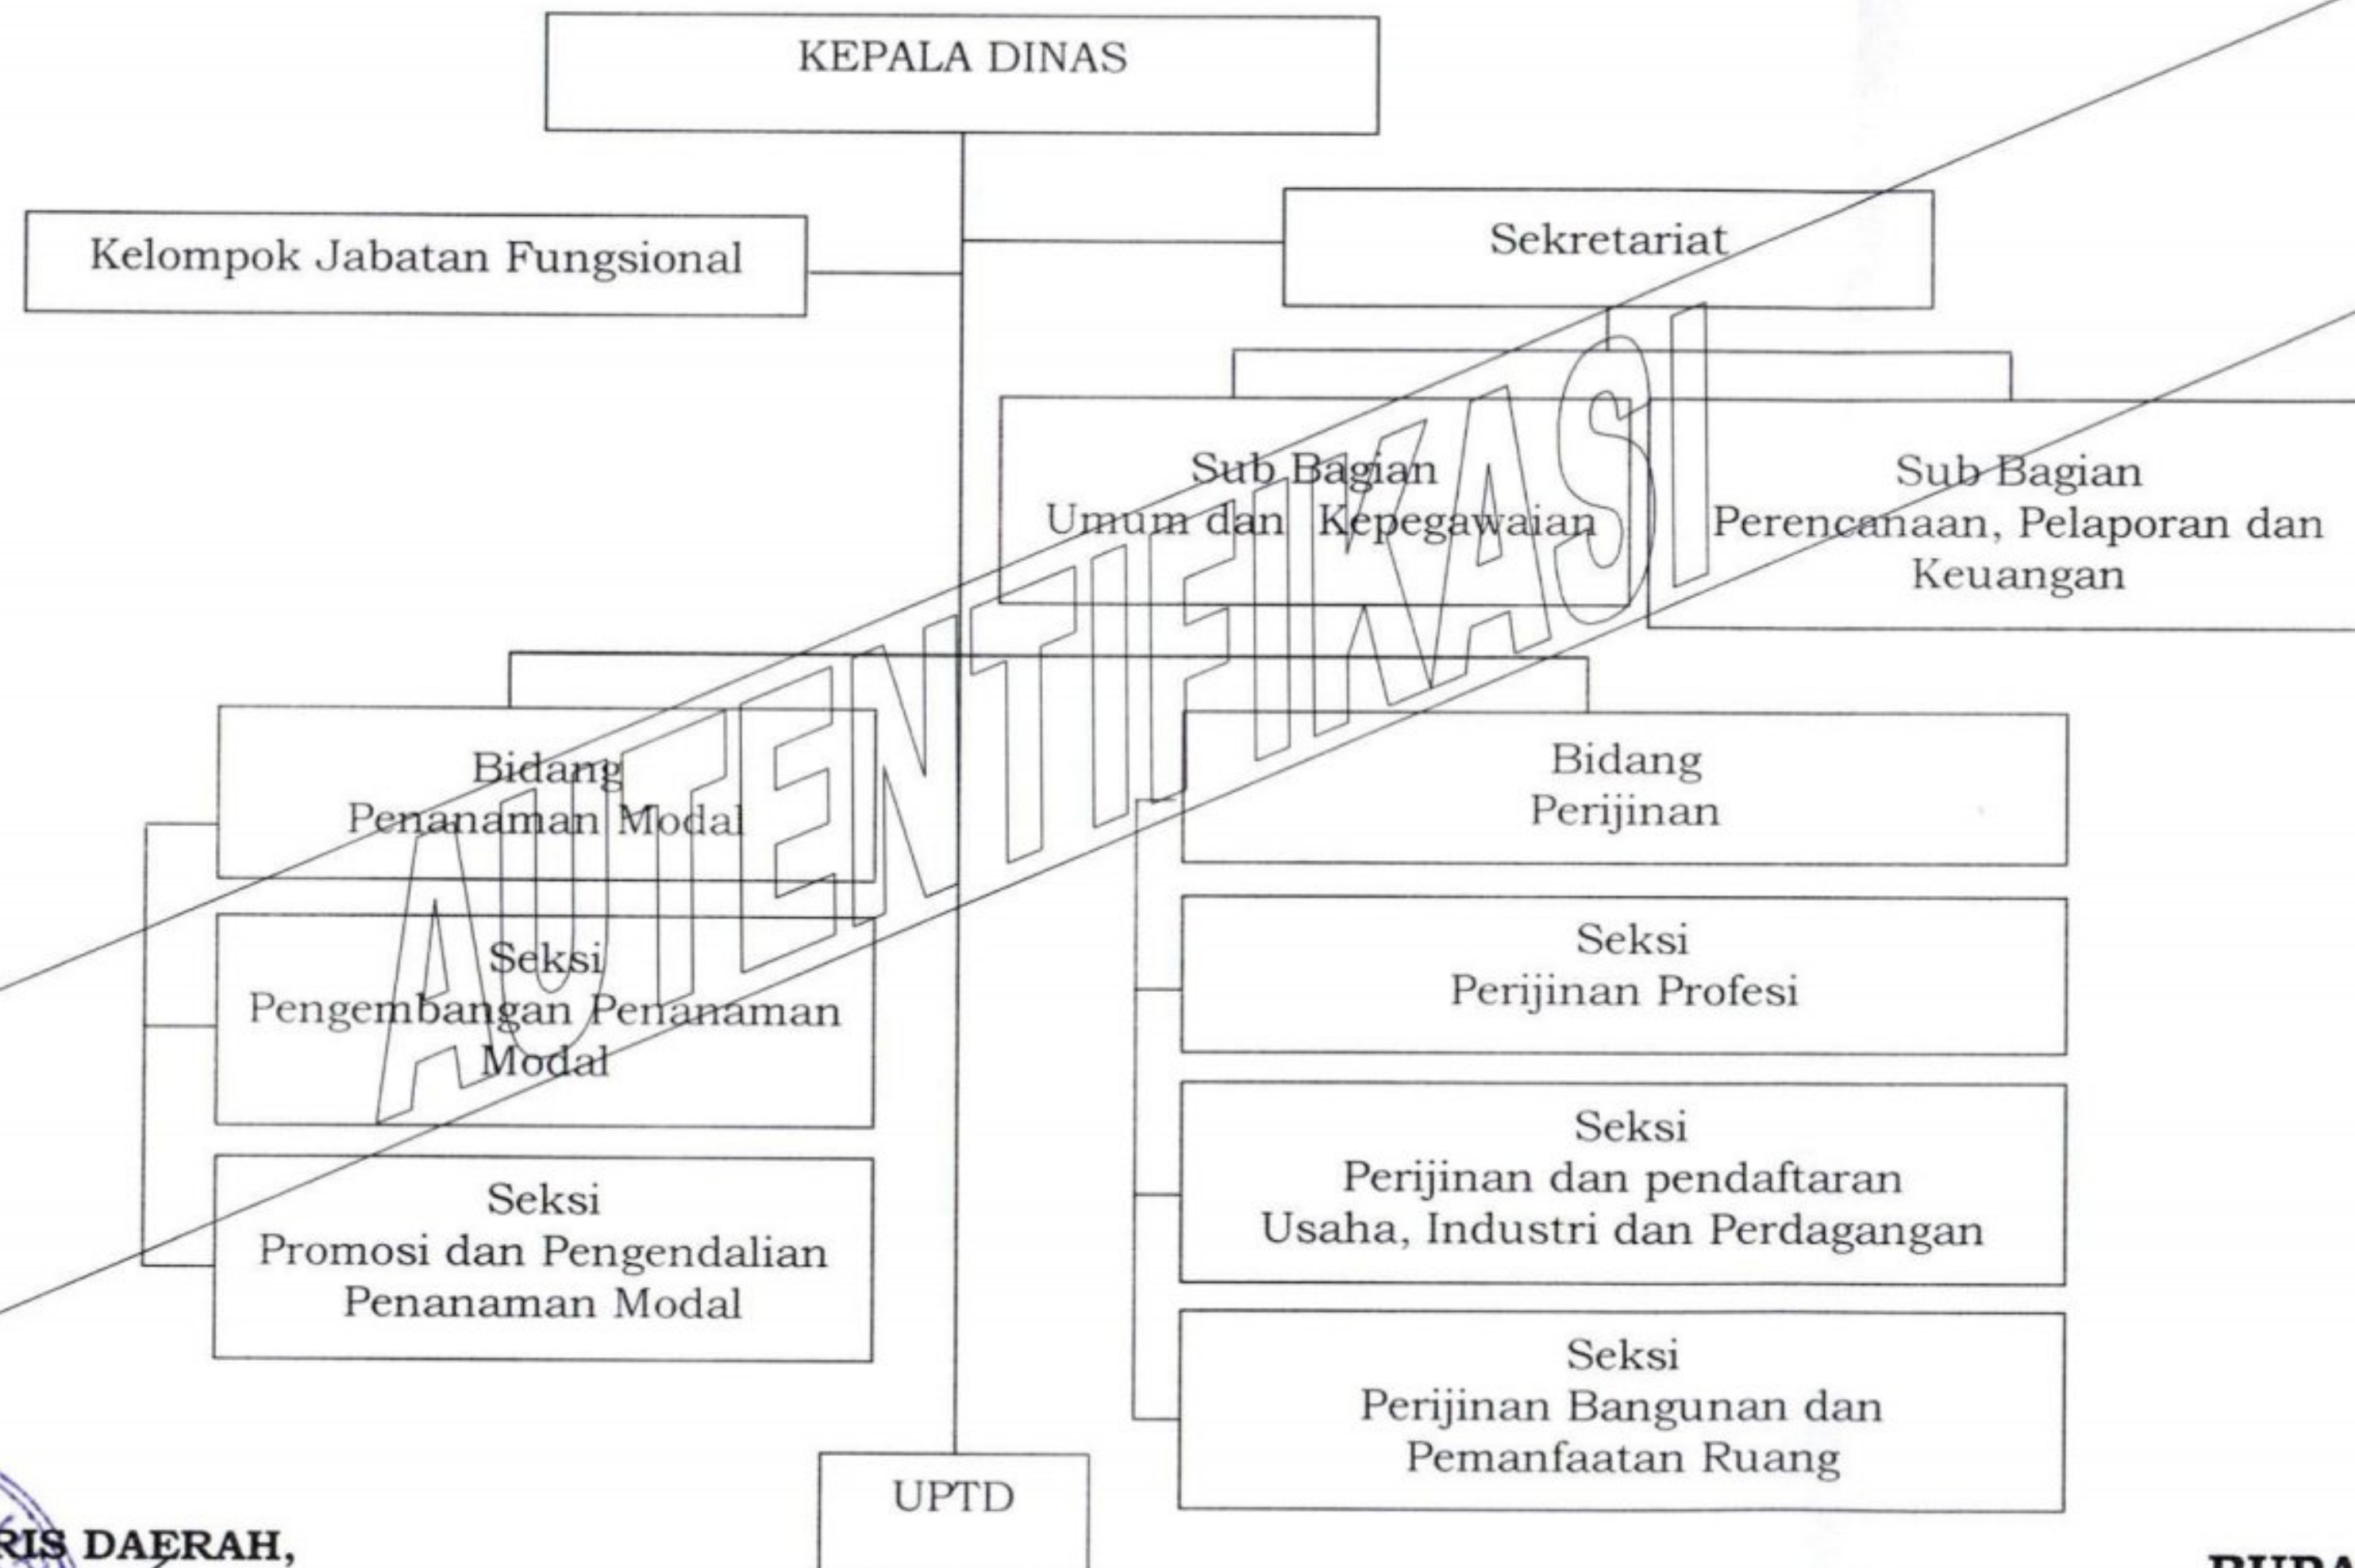 KEPALA DINAS
Kelompok Jabatan Fungsional
Sekretariat
Sub Bagian
Umum dan Kepegawaian
Sub Bagian
Perencanaan, Pelaporan dan
Keuangan
AUTENTIFIKASI
Bidang
Penanaman Modal
Seksi
Pengembangan Penanaman
Modal
Seksi
Promosi dan Pengendalian
Penanaman Modal
Bidang
Perijinan
Seksi
Perijinan Profesi
Seksi
Perijinan dan pendaftaran
Usaha, Industri dan Perdagangan
Seksi
Perijinan Bangunan dan
Pemanfaatan Ruang
UPTD
RIS DAERAH,